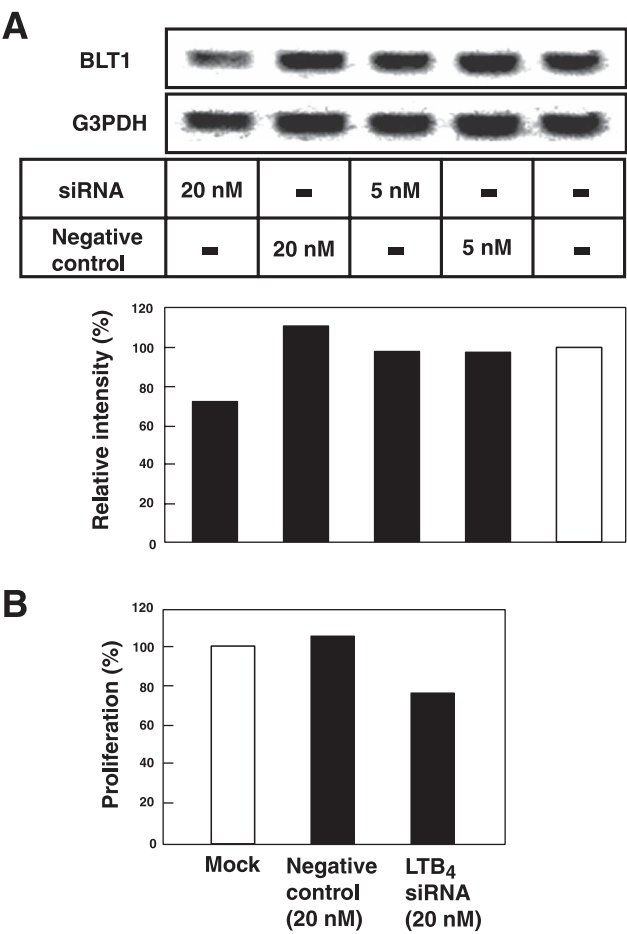 A
BLT1
G3PDH
siRNA 20 nM - 5 nM - -
Negative
control - 20 nM - 5 nM -
Relative intensity (%)
120
100
80
60
40
20
0
B
Proliferation (%)
120
100
80
60
40
20
0
Mock
Negative
control
(20 nM)
LTB4
siRNA
(20 nM)